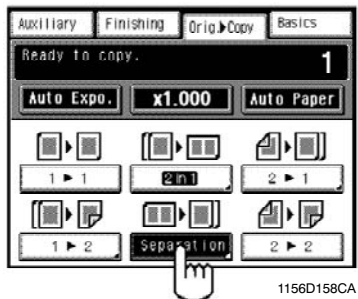 Auxiliary Finishing Orig.▶Copy Basics
Ready to copy. 1
Auto Expo. x1.000 Auto Paper
1 ▶ 1 2in1 2 ▶ 1
1 ▶ 2 Separation 2 ▶ 2
1156D158CA